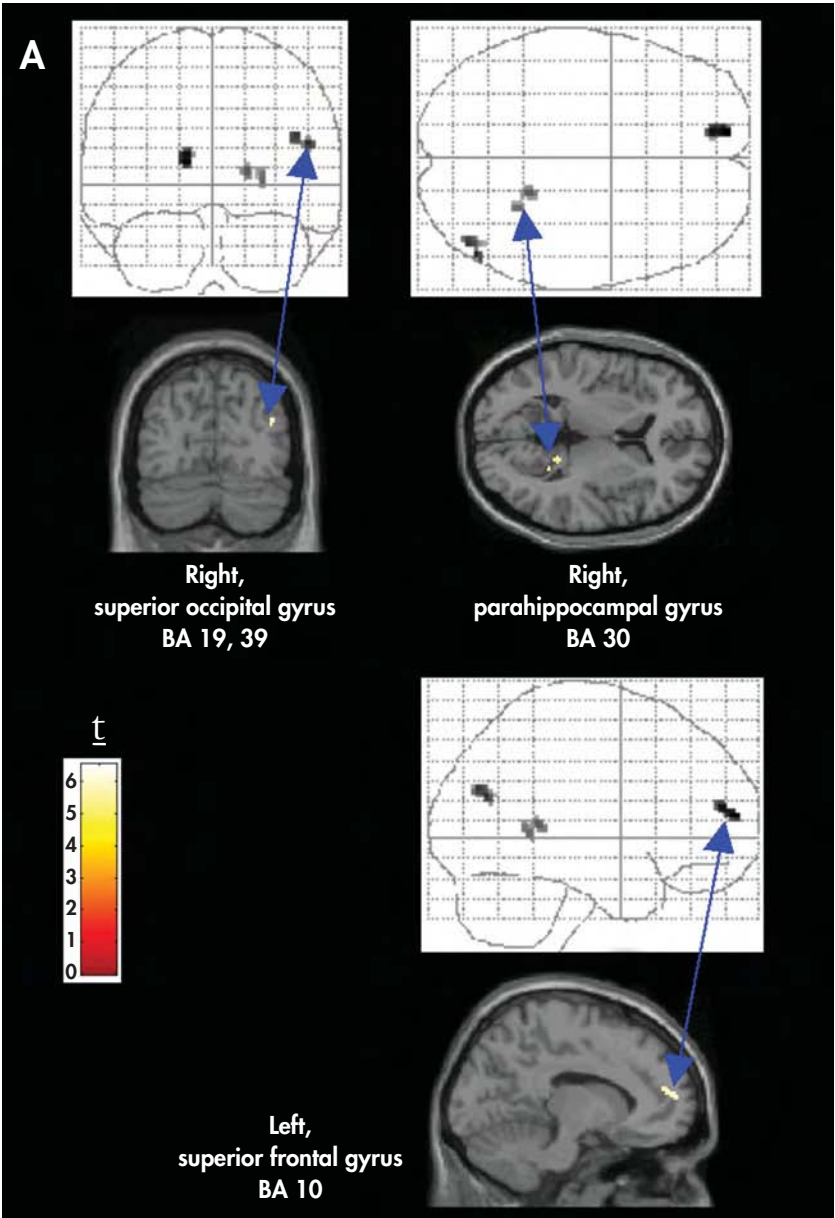 A
Right,
superior occipital gyrus
BA 19, 39
Right,
parahippocampal gyrus
BA 30
t
6
5
4
3
2
1
0
Left,
superior frontal gyrus
BA 10